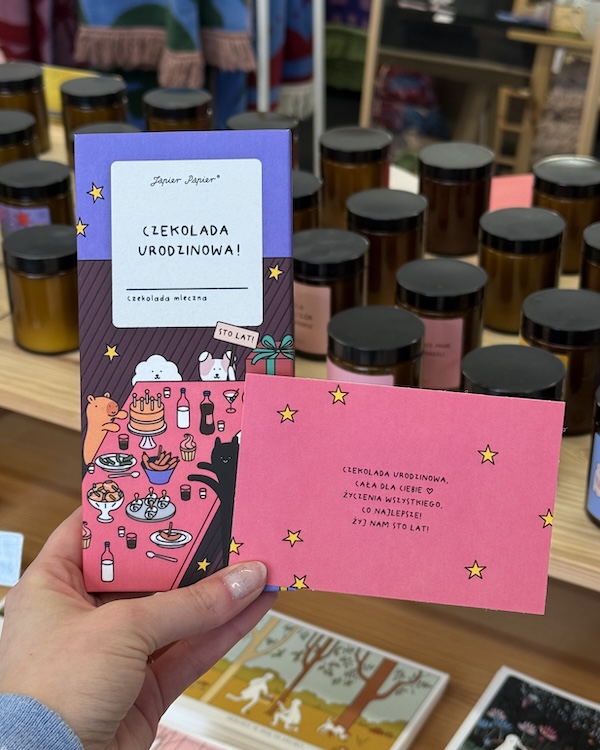 Papier Papier®
CZEKOLADA
URODZINOWA!
czekolada mleczna
STO LAT!
CZEKOLADA URODZINOWA,
CAŁA DLA CIEBIE ♡
ŻYCZENIA WSZYSTKIEGO,
CO NAJLEPSZE!
ŻYJ NAM STO LAT!